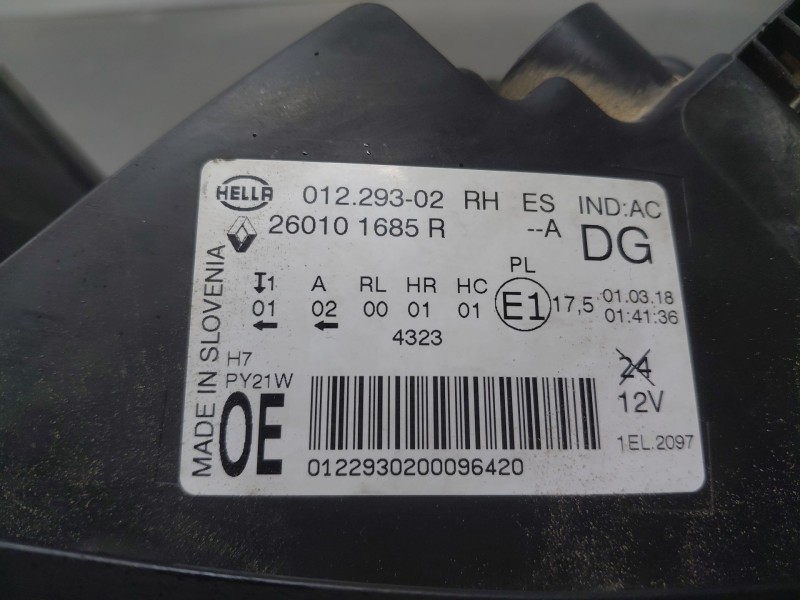 HELLA 012.293-02 RH ES IND:AC
260101685R --A DG
PL
1 A RL HR HC
01 02 00 01 01 E1 17,5 01.03.18
01:41:36
4323
H7
PY21W
24
12V
OE
1EL.2097
0122930200096420
MADE IN SLOVENIA